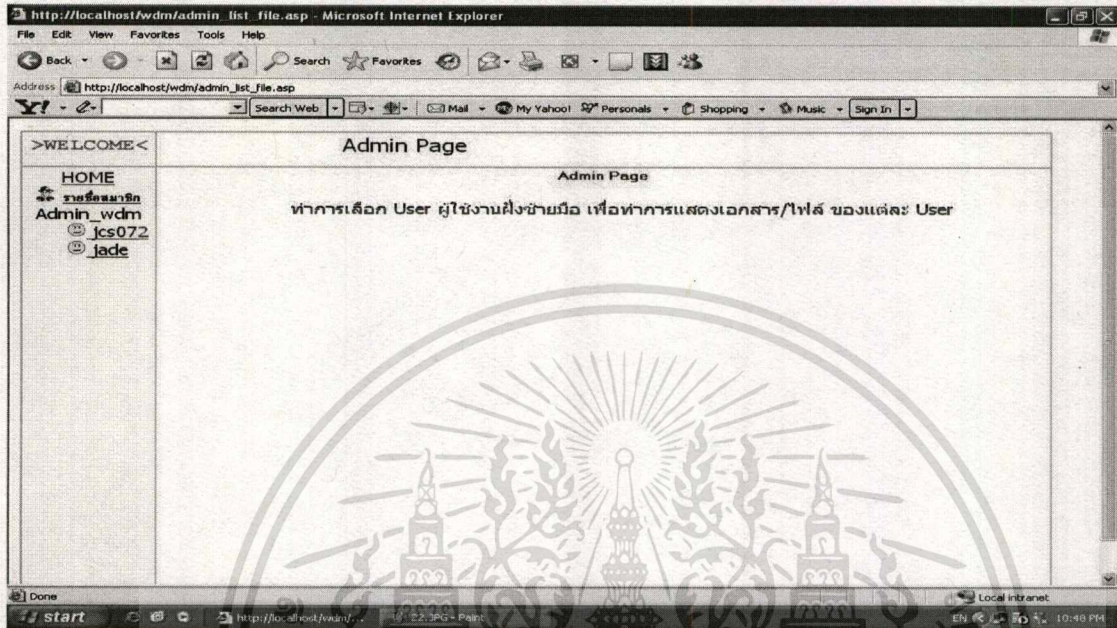 http://localhost/wdm/admin_list_file.asp - Microsoft Internet Explorer
File Edit View Favorites Tools Help
Back Search Favorites
Address http://localhost/wdm/admin_list_file.asp
Y! Search Web Mail My Yahoo! Personals Shopping Music Sign In
>WELCOME<
Admin Page
HOME
รายชื่อสมาชิก
Admin_wdm
jcs072
jade
Admin Page
ทำการเลือก User ผู้ใช้งานฝั่งซ้ายมือ เพื่อทำการแสดงเอกสาร/ไฟล์ ของแต่ละ User
Done Local intranet
start http://localhost/wdm/... 22.JPG - Paint EN 10:48 PM